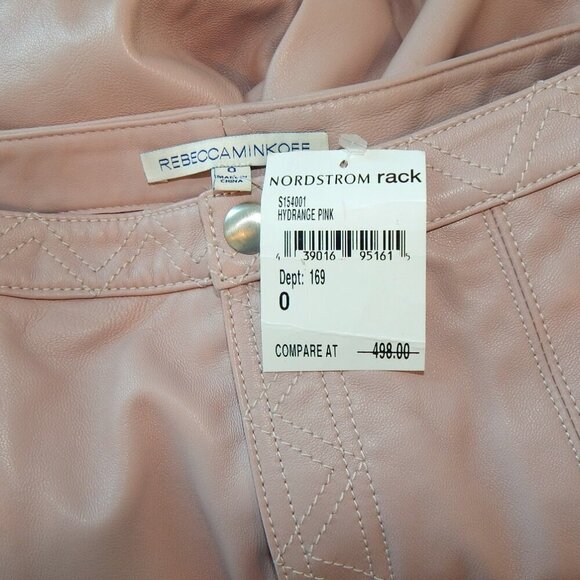 REBECCAMINKOFF
0
MADE IN
CHINA
NORDSTROM rack
S154001
HYDRANGE PINK
4 39016 95161 5
Dept: 169
0
COMPARE AT 498.00